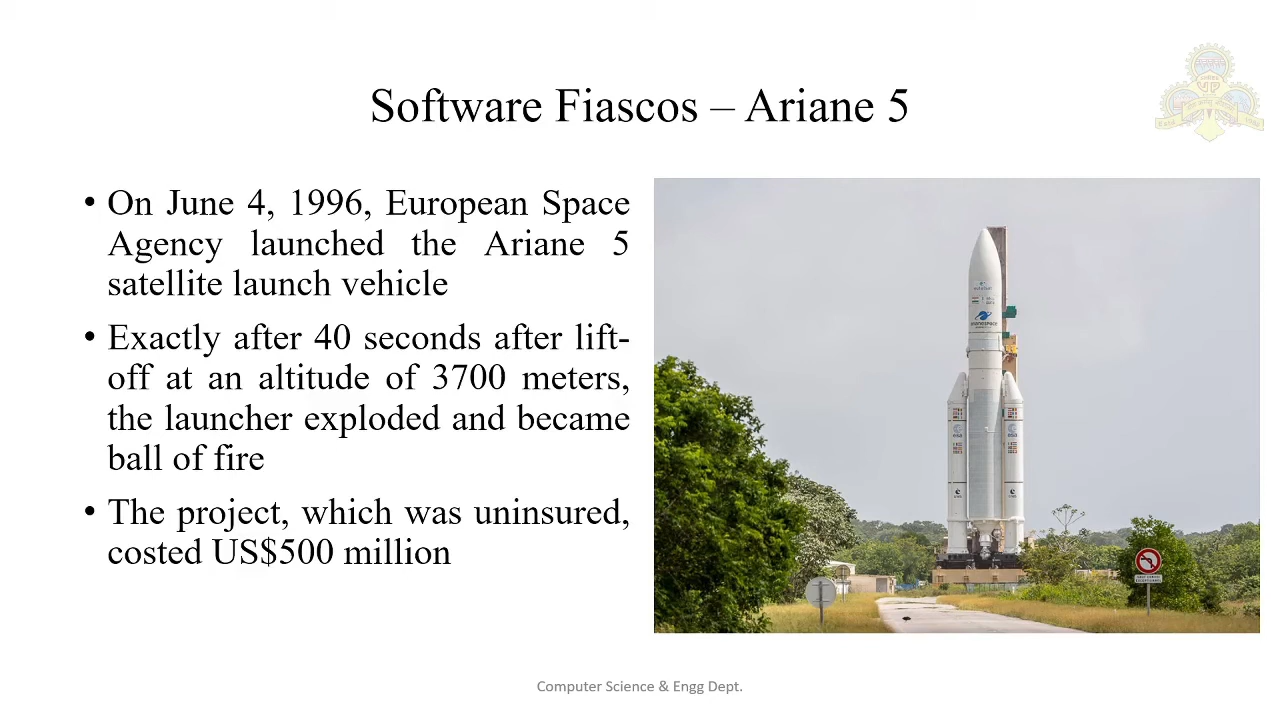 Software Fiascos – Ariane 5
• On June 4, 1996, European Space
Agency launched the Ariane 5
satellite launch vehicle
• Exactly after 40 seconds after lift-
off at an altitude of 3700 meters,
the launcher exploded and became
ball of fire
• The project, which was uninsured,
costed US$500 million
esa
esa
Computer Science & Engg Dept.